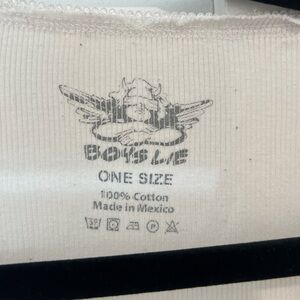 BOYS LIE
ONE SIZE
100% Cotton
Made in Mexico